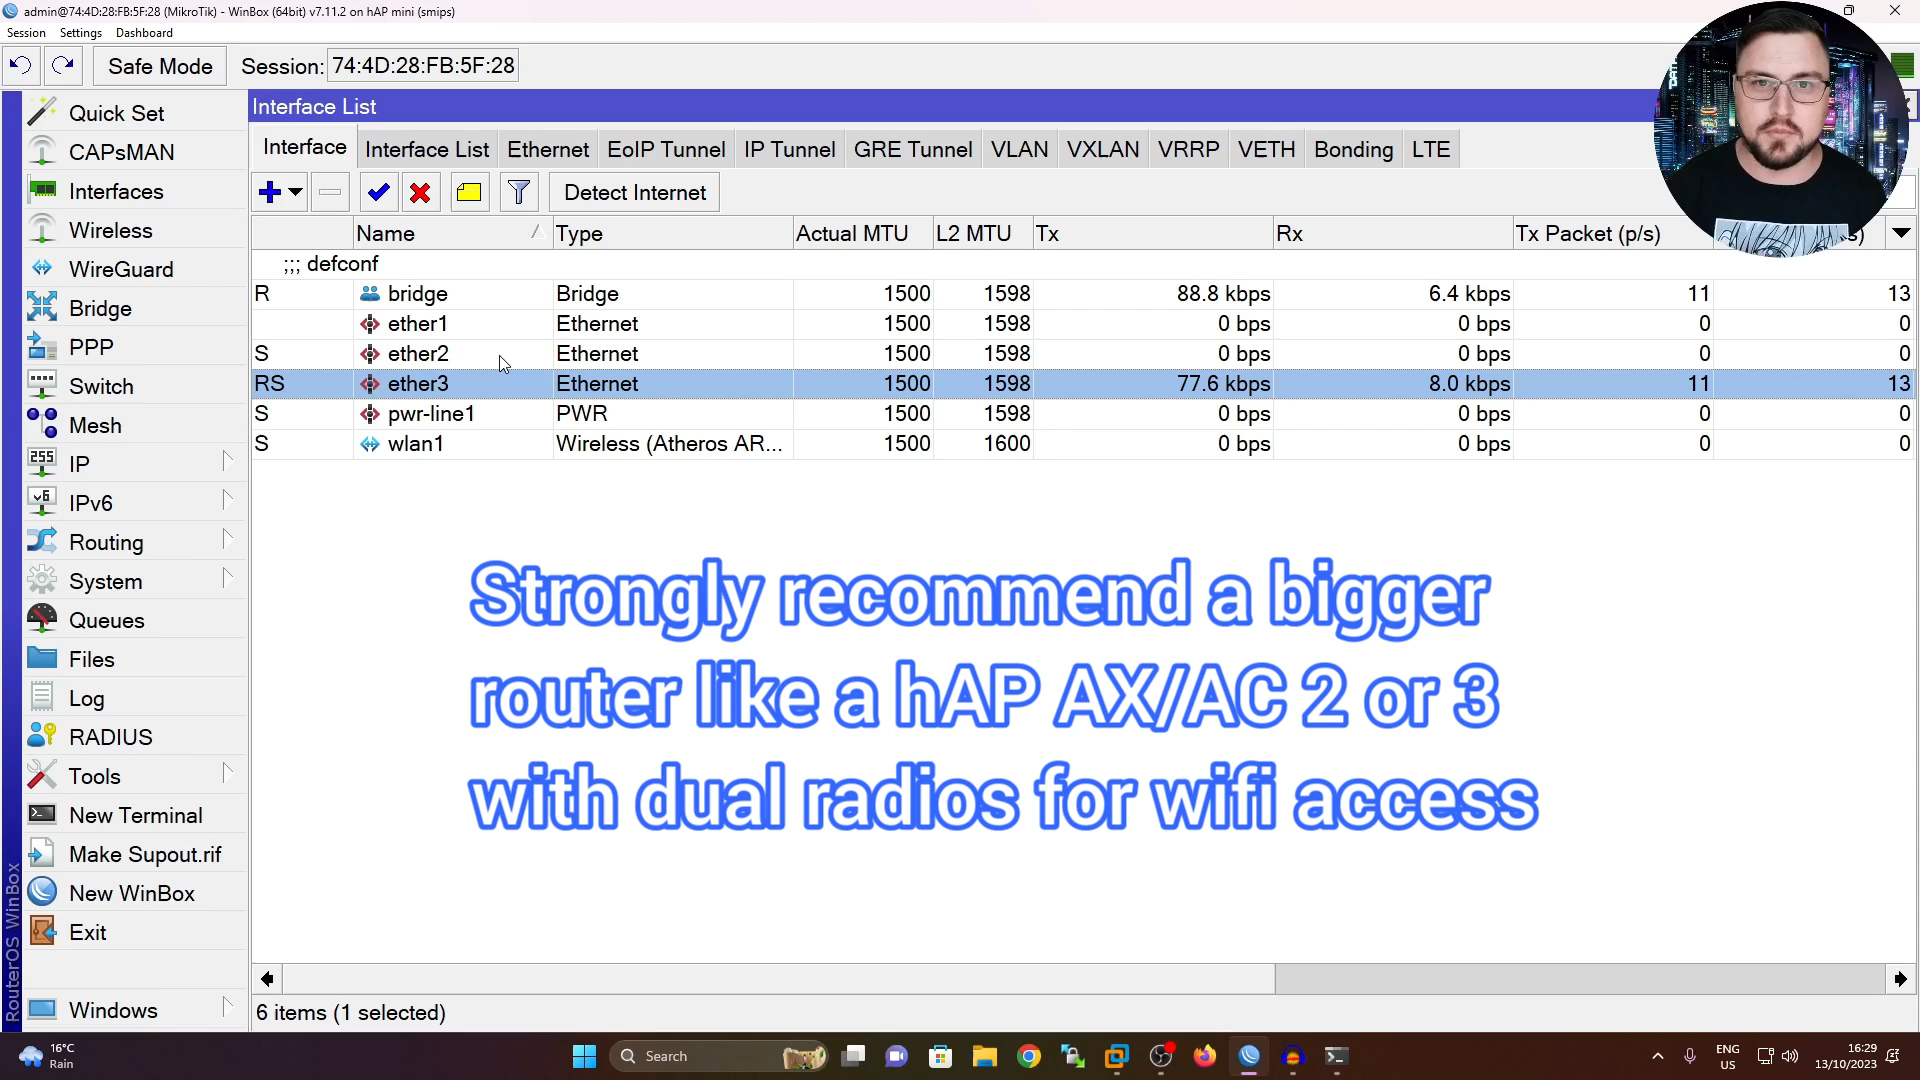 admin@74:4D:28:FB:5F:28 (MikroTik) - WinBox (64bit) v7.11.2 on hAP mini (smips)
Session Settings Dashboard
Safe Mode Session: 74:4D:28:FB:5F:28
Quick Set
CAPsMAN
Interfaces
Wireless
WireGuard
Bridge
PPP
Switch
Mesh
IP
IPv6
Routing
System
Queues
Files
Log
RADIUS
Tools
New Terminal
Make Supout.rif
New WinBox
Exit
Windows
RouterOS WinBox
Interface List
Interface Interface List Ethernet EoIP Tunnel IP Tunnel GRE Tunnel VLAN VXLAN VRRP VETH Bonding LTE
Detect Internet
Name Type Actual MTU L2 MTU Tx Rx Tx Packet (p/s)
;;; defconf
R bridge Bridge 1500 1598 88.8 kbps 6.4 kbps 11 13
ether1 Ethernet 1500 1598 0 bps 0 bps 0 0
S ether2 Ethernet 1500 1598 0 bps 0 bps 0 0
RS ether3 Ethernet 1500 1598 77.6 kbps 8.0 kbps 11 13
S pwr-line1 PWR 1500 1598 0 bps 0 bps 0 0
S wlan1 Wireless (Atheros AR... 1500 1600 0 bps 0 bps 0 0
Strongly recommend a bigger
router like a hAP AX/AC 2 or 3
with dual radios for wifi access
6 items (1 selected)
16°C
Rain
Search
ENG
US
16:29
13/10/2023